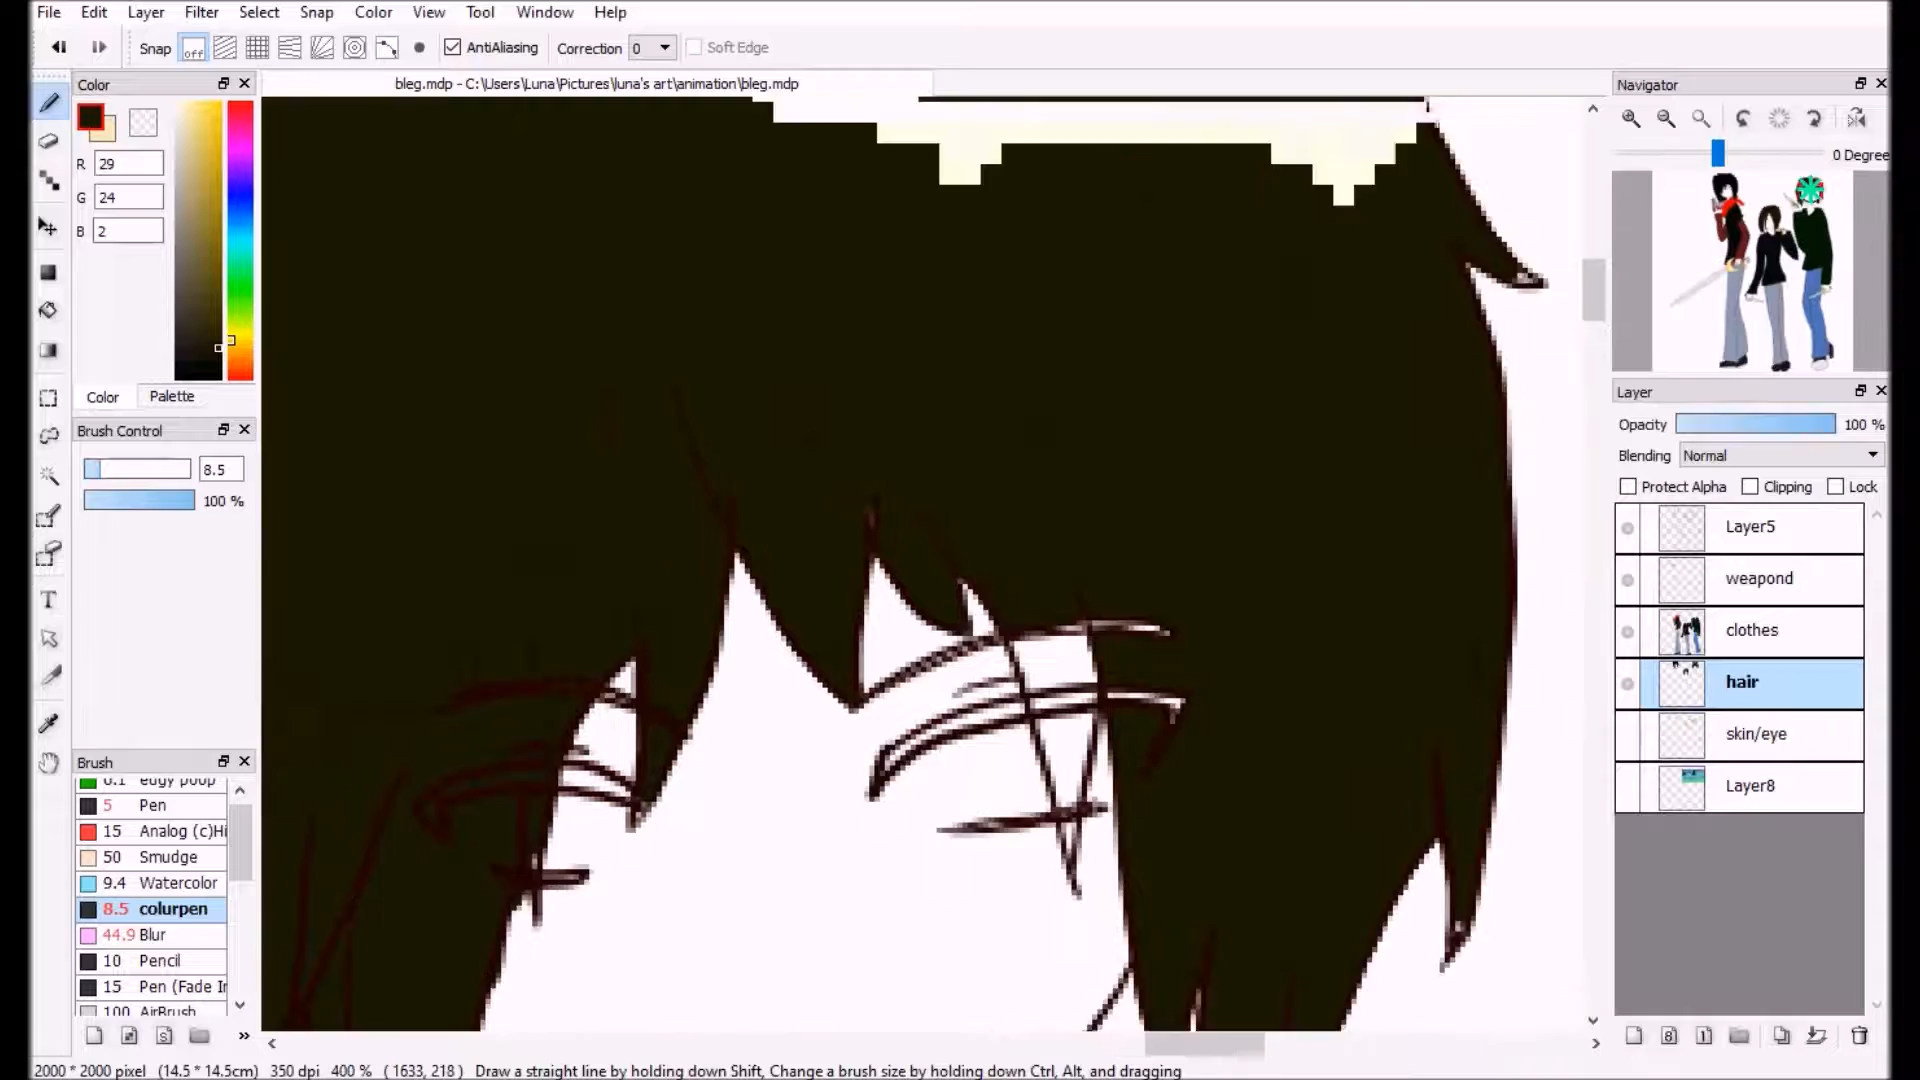 File Edit Layer Filter Select Snap Color View Tool Window Help
Snap off AntiAliasing Correction 0 Soft Edge
Color
bleg.mdp - C:\Users\Luna\Pictures\luna's art\animation\bleg.mdp
Navigator
R 29
G 24
B 2
0 Degree
Color Palette
Layer
Opacity 100 %
Brush Control
Blending Normal
8.5
Protect Alpha Clipping Lock
100 %
Layer5
weapond
clothes
hair
skin/eye
Layer8
Brush
0.1 edgy poop
5 Pen
15 Analog (c)Hi
50 Smudge
9.4 Watercolor
8.5 colurpen
44.9 Blur
10 Pencil
15 Pen (Fade In
100 AirBrush
2000 * 2000 pixel (14.5 * 14.5cm) 350 dpi 400 % ( 1633, 218 ) Draw a straight line by holding down Shift, Change a brush size by holding down Ctrl, Alt, and dragging